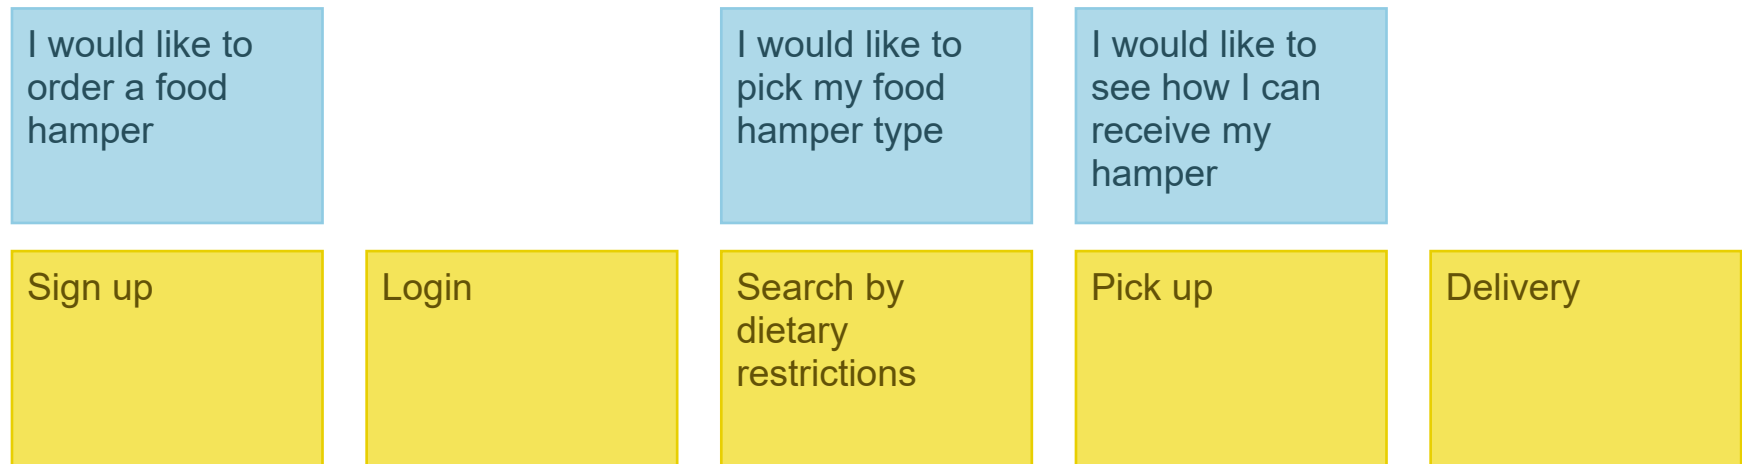 I would like to
order a food
hamper
I would like to
pick my food
hamper type
I would like to
see how I can
receive my
hamper
Sign up
Login
Search by
dietary
restrictions
Pick up
Delivery